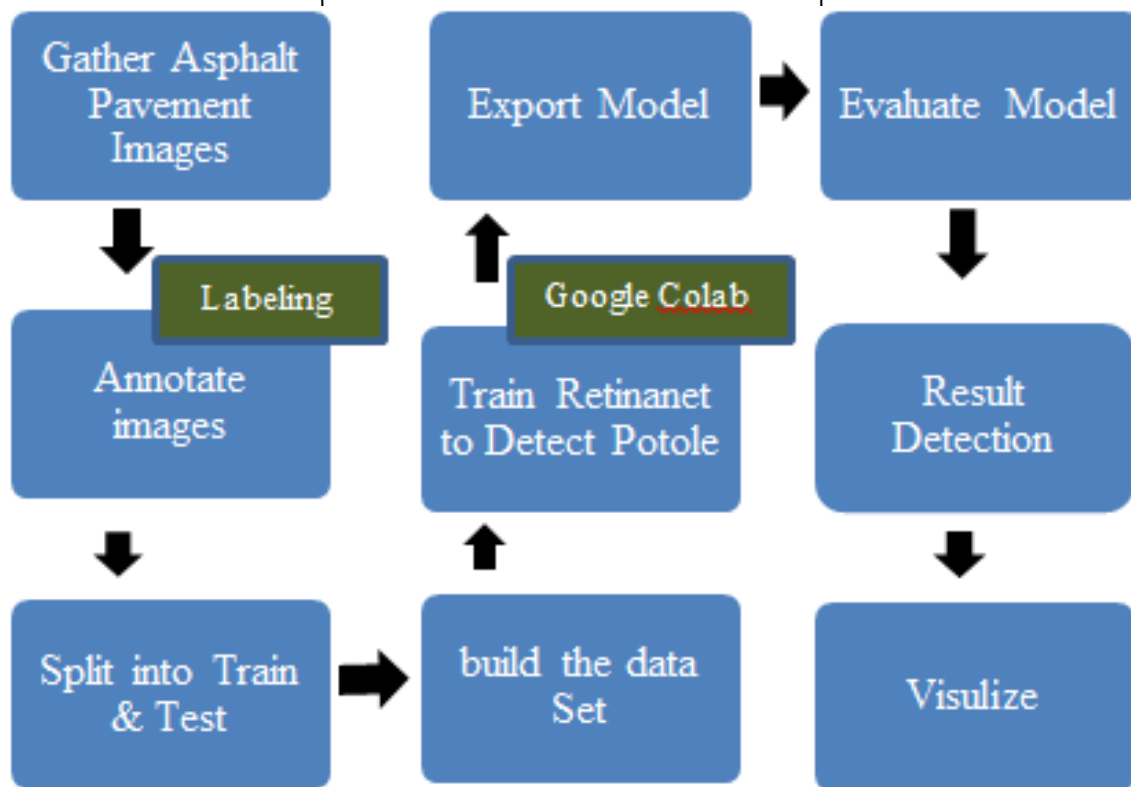 Gather Asphalt
Pavement
Images
Labeling
Annotate
images
Split into Train
& Test
build the data
Set
Google Colab
Train Retinanet
to Detect Potole
Export Model
Evaluate Model
Result
Detection
Visulize